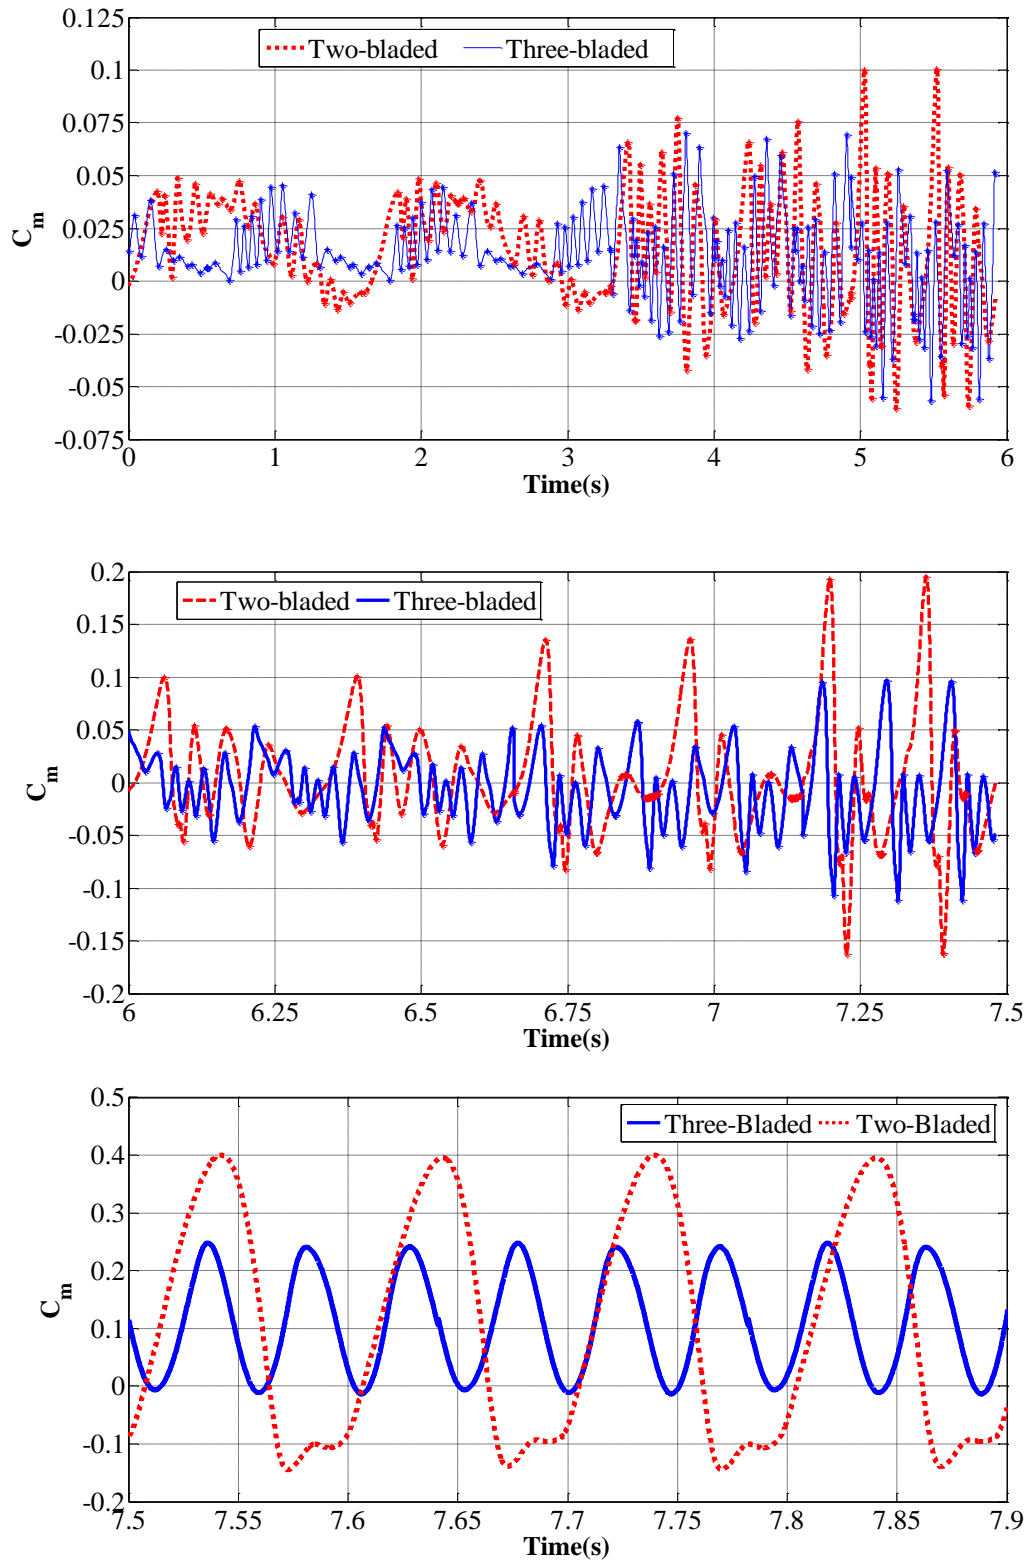 0.125
0.1
0.075
0.05
0.025
0
-0.025
-0.05
-0.075
C_m
Two-bladed Three-bladed
0 1 2 3 4 5 6
Time(s)
0.2
0.15
0.1
0.05
0
-0.05
-0.1
-0.15
-0.2
C_m
Two-bladed Three-bladed
6 6.25 6.5 6.75 7 7.25 7.5
Time(s)
0.5
0.4
0.3
0.2
0.1
0
-0.1
-0.2
C_m
Three-Bladed Two-Bladed
7.5 7.55 7.6 7.65 7.7 7.75 7.8 7.85 7.9
Time(s)